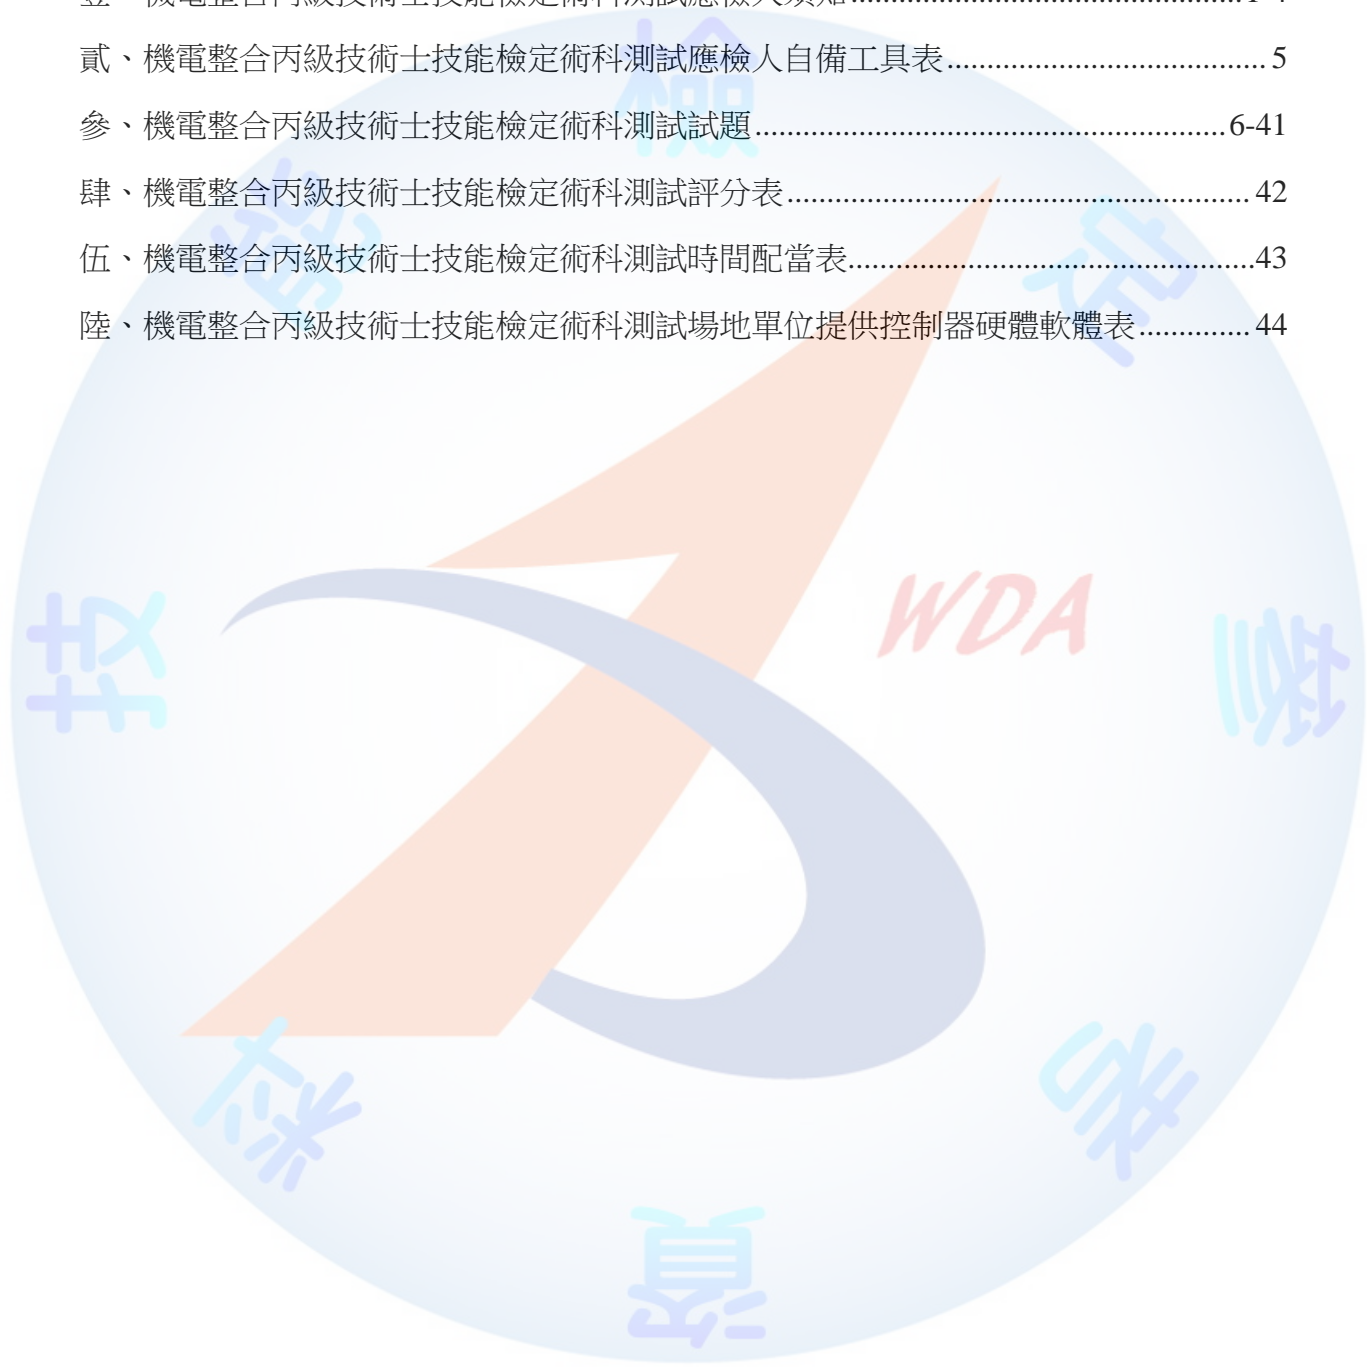 貳、機電整合丙級技術士技能檢定術科測試應檢人自備工具表 5
參、機電整合丙級技術士技能檢定術科測試試題 6-41
肆、機電整合丙級技術士技能檢定術科測試評分表 42
伍、機電整合丙級技術士技能檢定術科測試時間配當表 43
陸、機電整合丙級技術士技能檢定術科測試場地單位提供控制器硬體軟體表 44
WDA